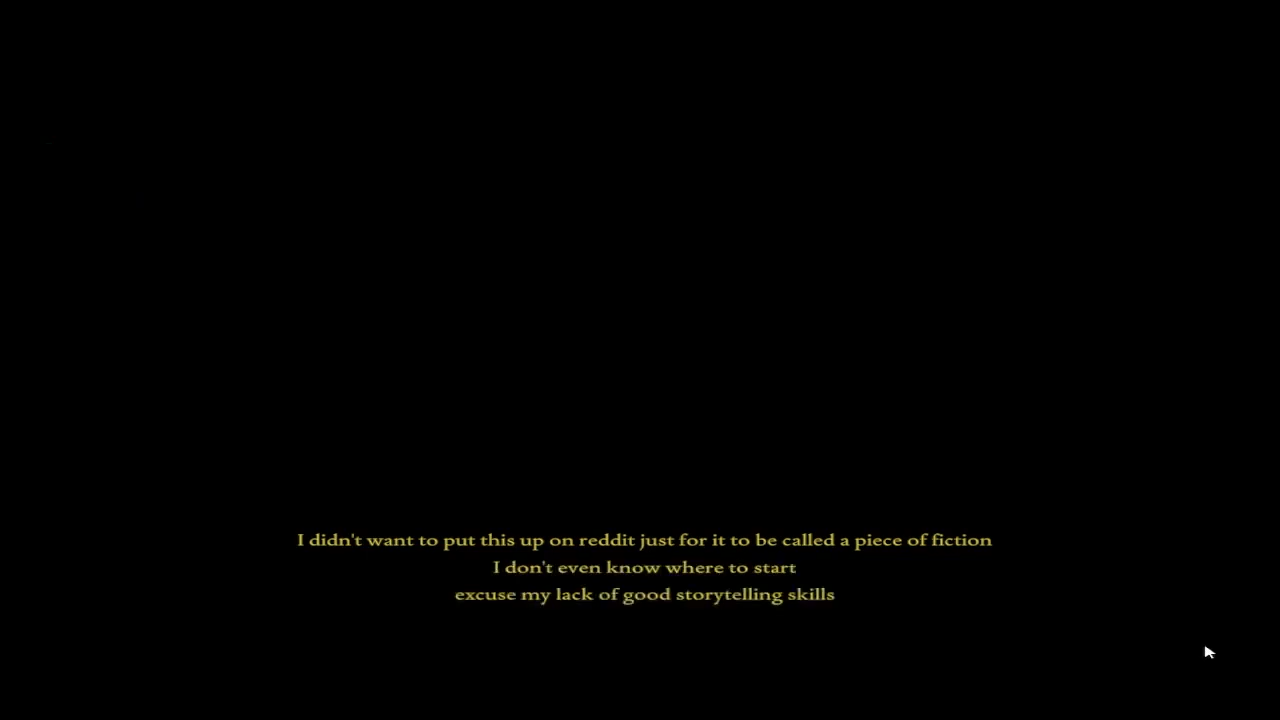 I didn't want to put this up on reddit just for it to be called a piece of fiction
I don't even know where to start
excuse my lack of good storytelling skills